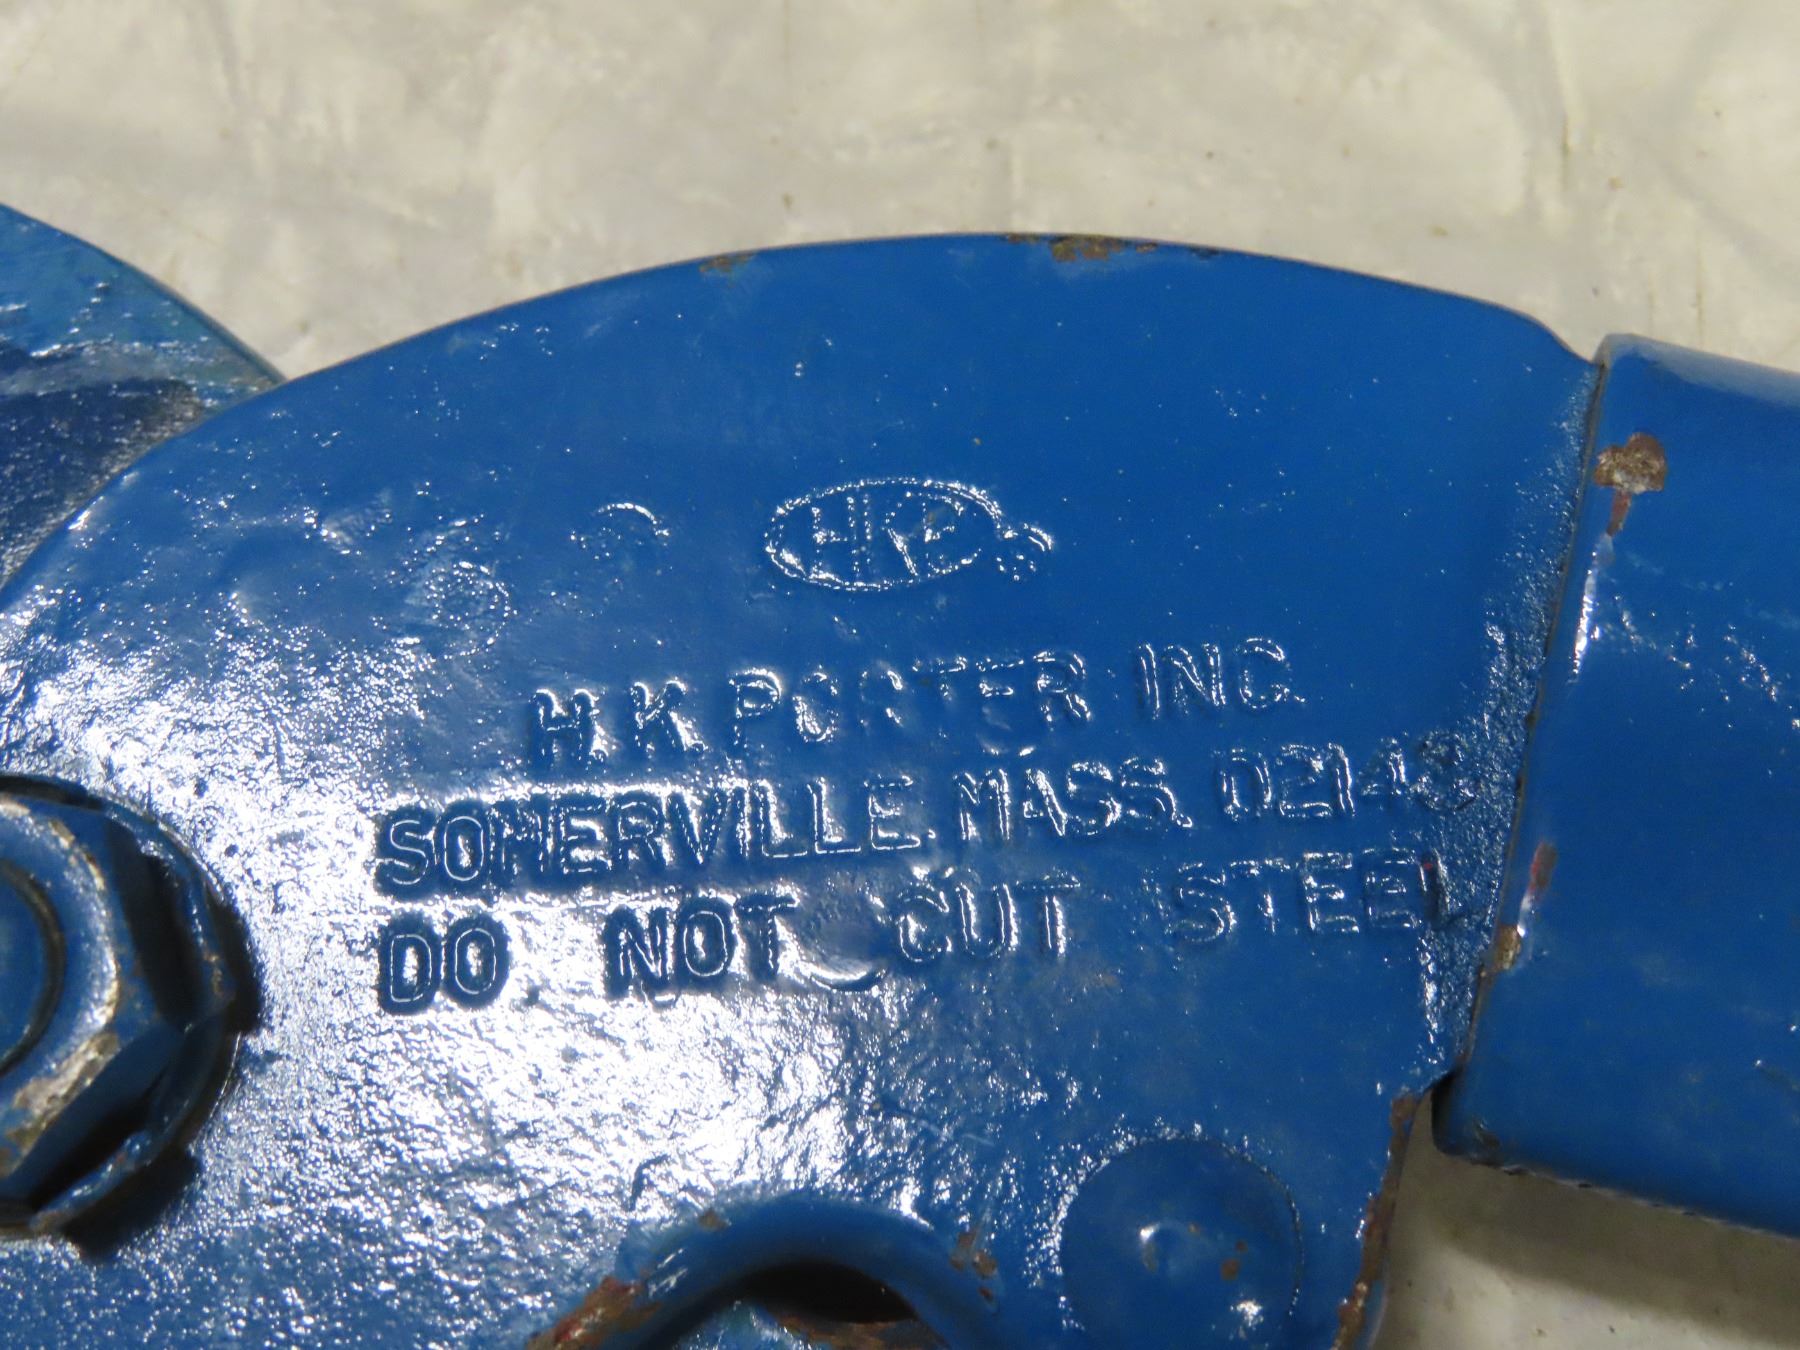 HKP ®
H.K. PORTER INC.
SOMERVILLE, MASS. 02143
DO NOT CUT STEEL